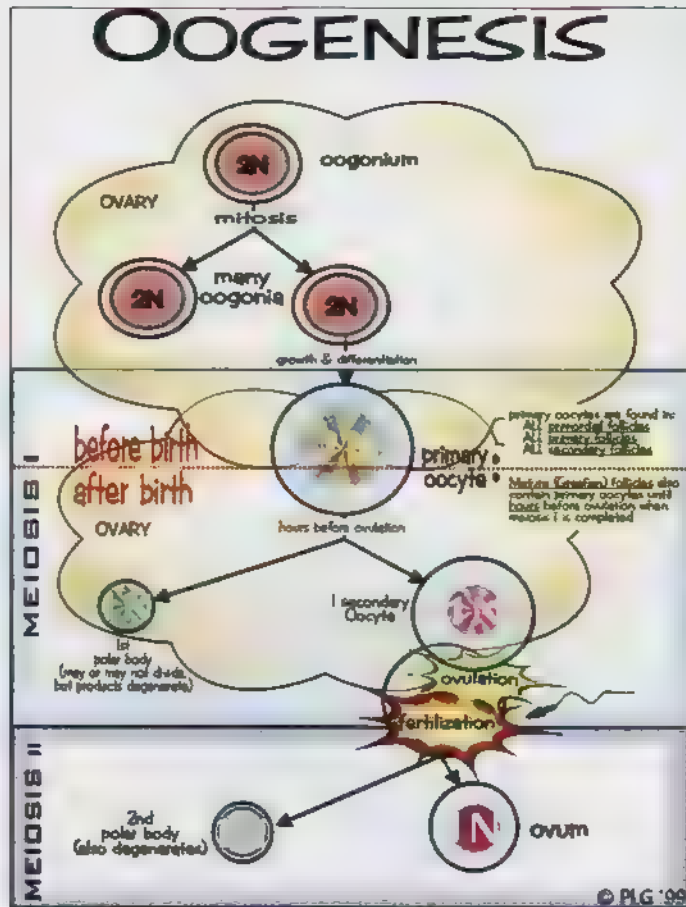 OOGENESIS
2N
oogonium
OVARY
mitosis
2N
many
oogonia
2N
growth & differentiation
MEIOSIS I
before birth
after birth
primary
oocyte
primary oocytes are found in:
ALL primordial follicles
ALL primary follicles
ALL secondary follicles
Mature (Graafian) follicles also
contain primary oocytes until
hours before ovulation when
meiosis I is completed
OVARY
hours before ovulation
1 secondary
Oocyte
1st
polar body
(may or may not divide,
but products degenerate)
ovulation
fertilization
MEIOSIS II
2nd
polar body
(also degenerates)
N
ovum
© PLG '99